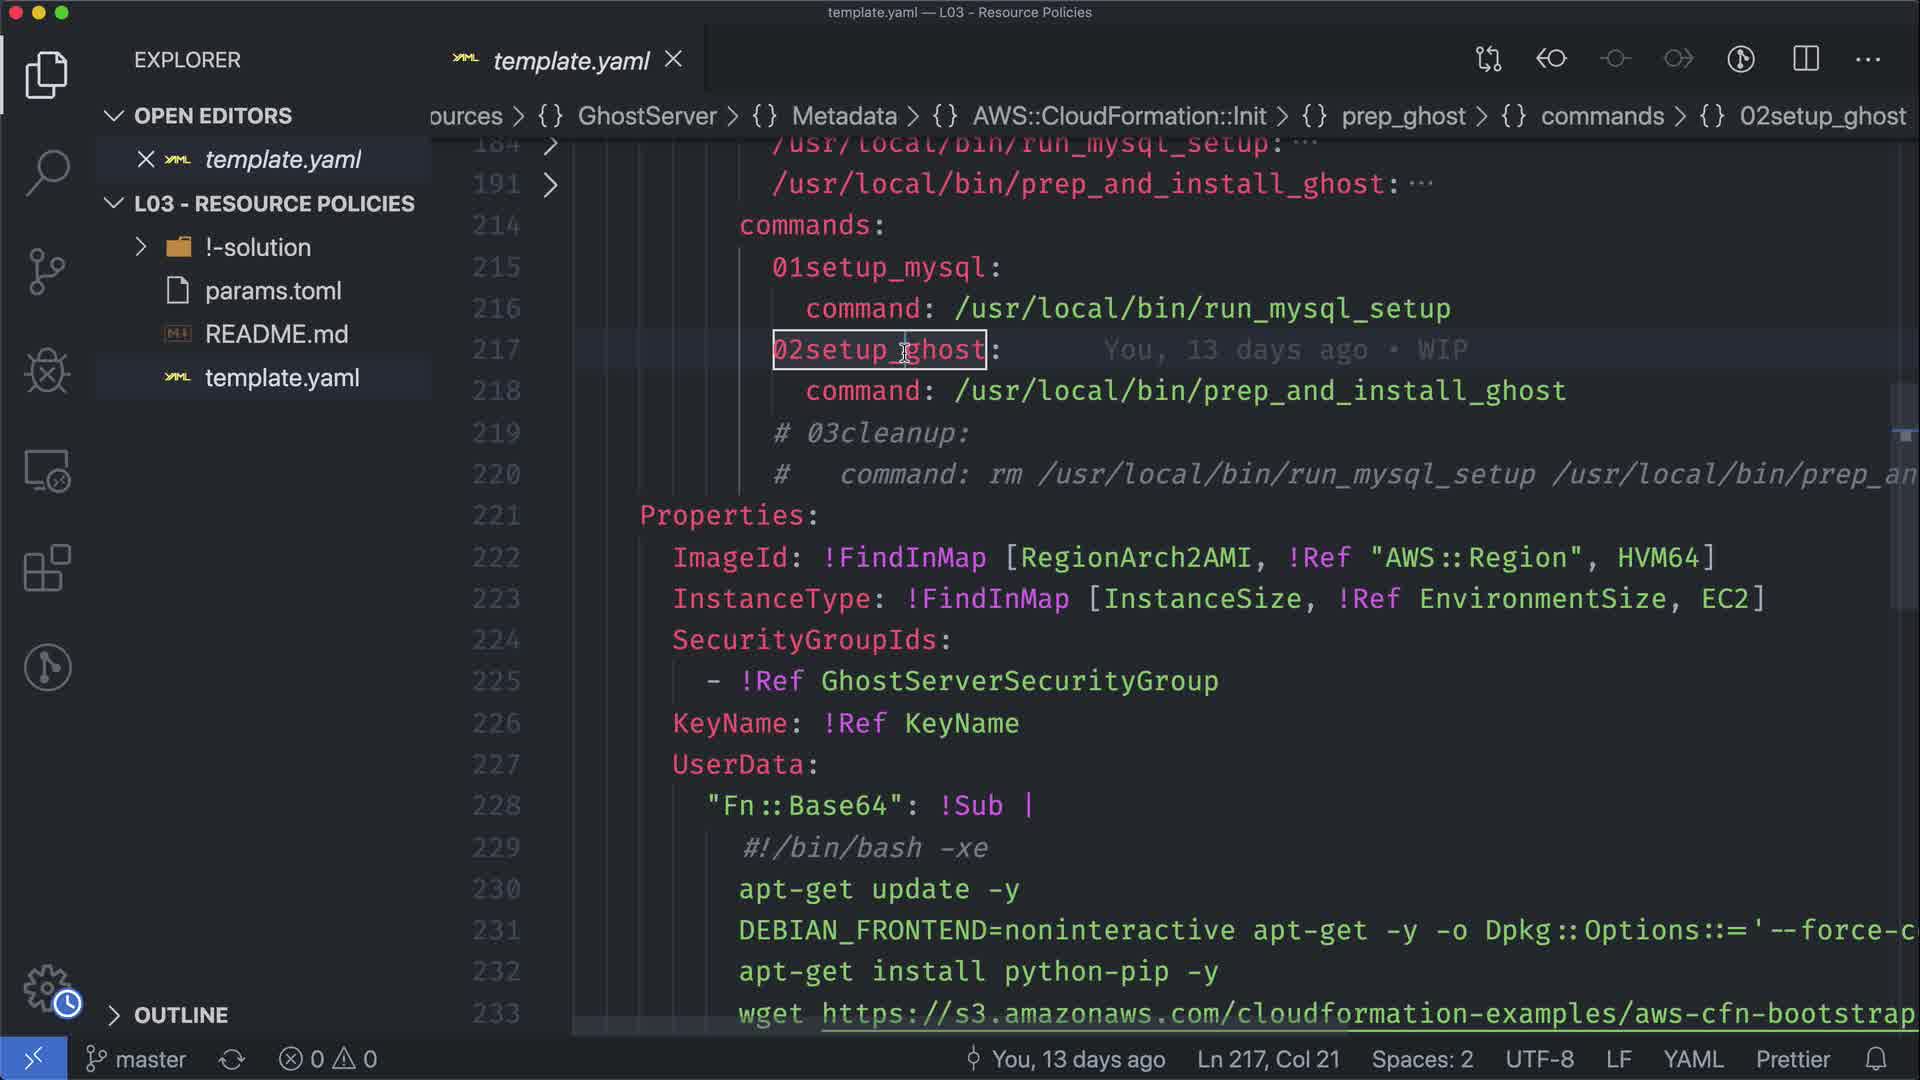 template.yaml — L03 - Resource Policies
EXPLORER
OPEN EDITORS
template.yaml
L03 - RESOURCE POLICIES
!-solution
params.toml
README.md
template.yaml
OUTLINE
template.yaml
ources > {} GhostServer > {} Metadata > {} AWS::CloudFormation::Init > {} prep_ghost > {} commands > {} 02setup_ghost
184 /usr/local/bin/run_mysql_setup:···
191 /usr/local/bin/prep_and_install_ghost:···
214 commands:
215 01setup_mysql:
216 command: /usr/local/bin/run_mysql_setup
217 02setup_ghost: You, 13 days ago • WIP
218 command: /usr/local/bin/prep_and_install_ghost
219 # 03cleanup:
220 # command: rm /usr/local/bin/run_mysql_setup /usr/local/bin/prep_an
221 Properties:
222 ImageId: !FindInMap [RegionArch2AMI, !Ref "AWS::Region", HVM64]
223 InstanceType: !FindInMap [InstanceSize, !Ref EnvironmentSize, EC2]
224 SecurityGroupIds:
225 - !Ref GhostServerSecurityGroup
226 KeyName: !Ref KeyName
227 UserData:
228 "Fn::Base64": !Sub |
229 #!/bin/bash -xe
230 apt-get update -y
231 DEBIAN_FRONTEND=noninteractive apt-get -y -o Dpkg::Options::='--force-c
232 apt-get install python-pip -y
233 wget https://s3.amazonaws.com/cloudformation-examples/aws-cfn-bootstrap
master 0 0 You, 13 days ago Ln 217, Col 21 Spaces: 2 UTF-8 LF YAML Prettier